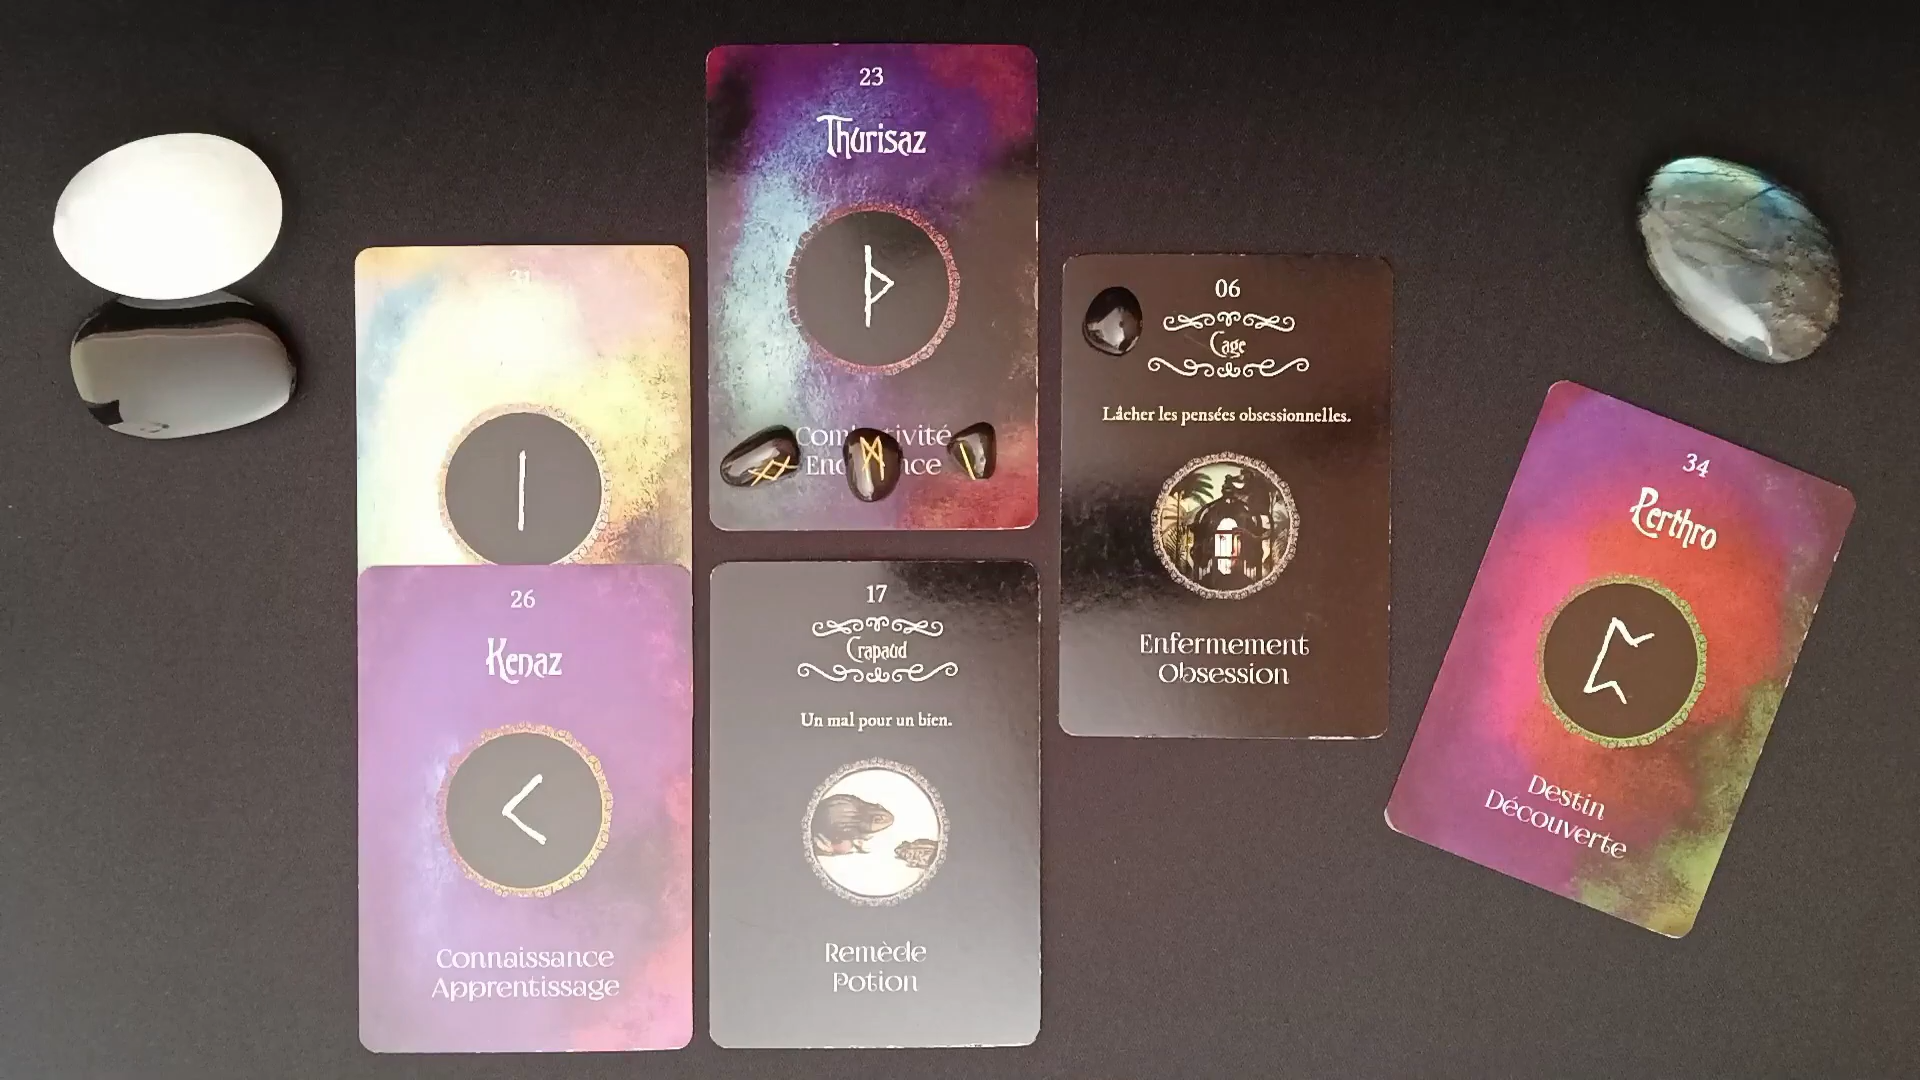 23
Thurisaz
31
06
Cage
Lâcher les pensées obsessionnelles.
Enfermement
Obsession
34
Perthro
Destin
Découverte
26
Kenaz
Connaissance
Apprentissage
17
Crapaud
Un mal pour un bien.
Remède
Potion